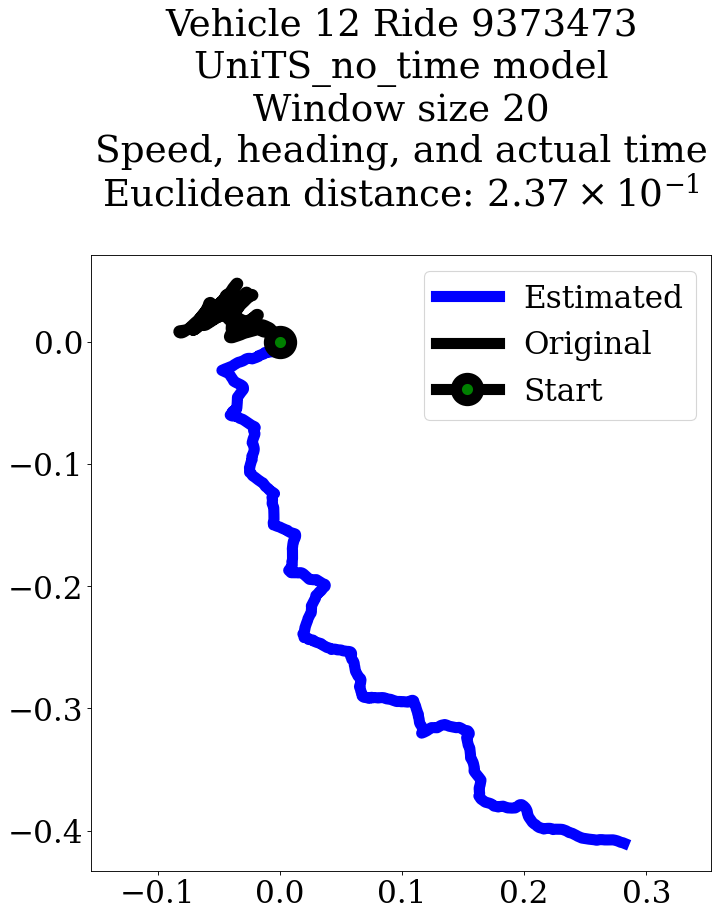 Vehicle 12 Ride 9373473
UniTS_no_time model
Window size 20
Speed, heading, and actual time
Euclidean distance: 2.37 × 10⁻¹
Estimated
Original
Start
0.0
−0.1
−0.2
−0.3
−0.4
−0.1 0.0 0.1 0.2 0.3